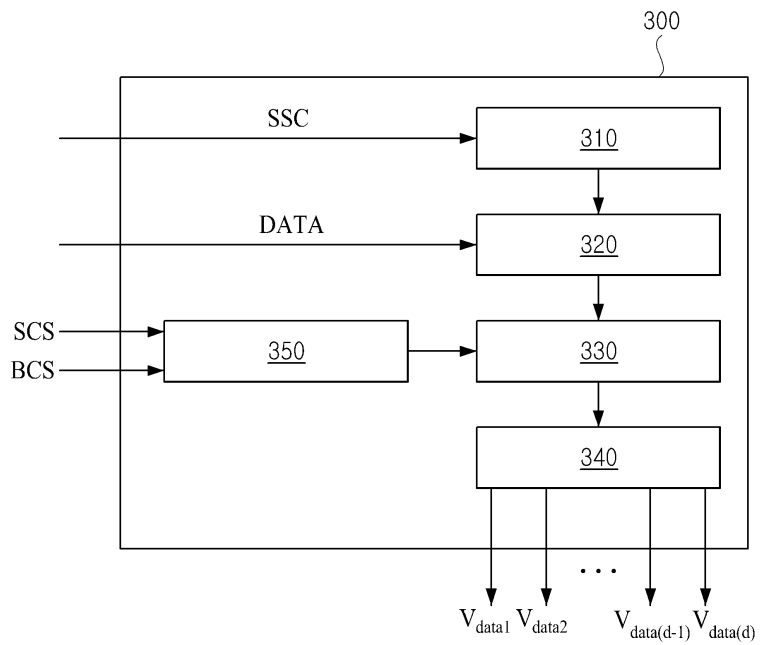 300
SSC
310
DATA
320
SCS
350
330
BCS
340
...
Vdata1 Vdata2 Vdata(d-1) Vdata(d)